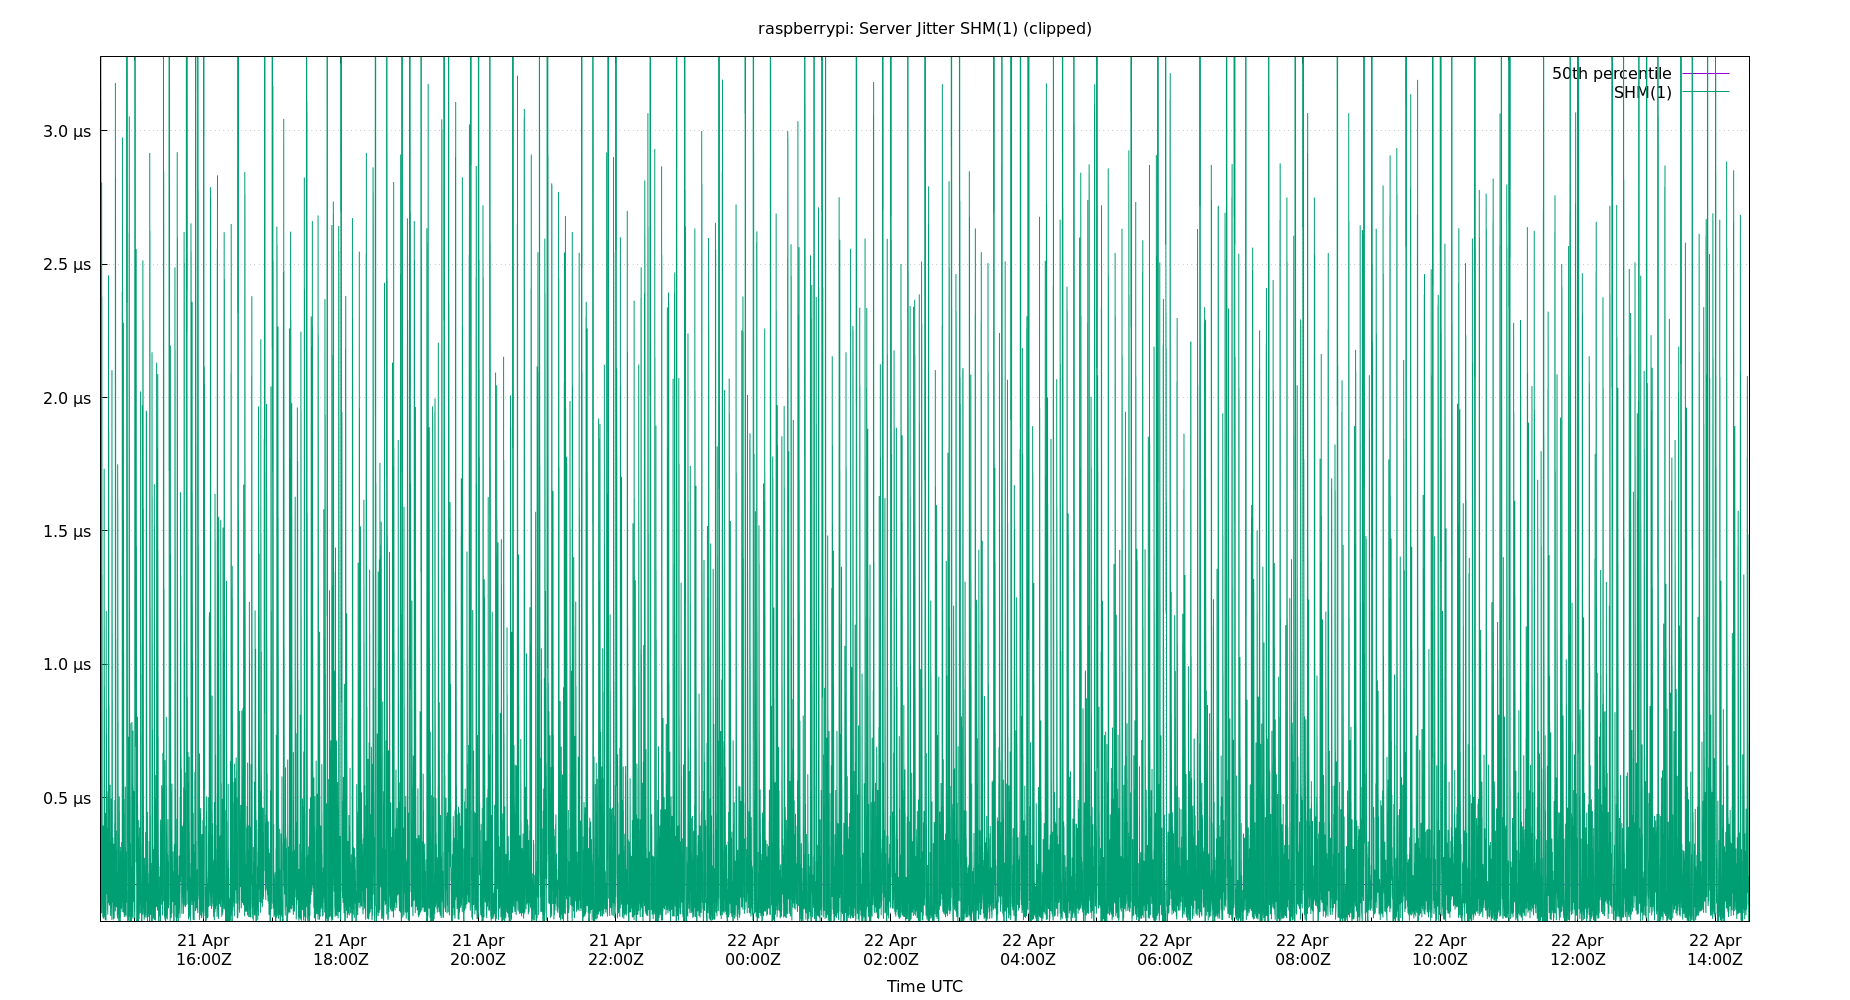 raspberrypi: Server Jitter SHM(1) (clipped)
50th percentile
SHM(1)
3.0 µs
2.5 µs
2.0 µs
1.5 µs
1.0 µs
0.5 µs
21 Apr 21 Apr 21 Apr 21 Apr 22 Apr 22 Apr 22 Apr 22 Apr 22 Apr 22 Apr 22 Apr 22 Apr
16:00Z 18:00Z 20:00Z 22:00Z 00:00Z 02:00Z 04:00Z 06:00Z 08:00Z 10:00Z 12:00Z 14:00Z
Time UTC